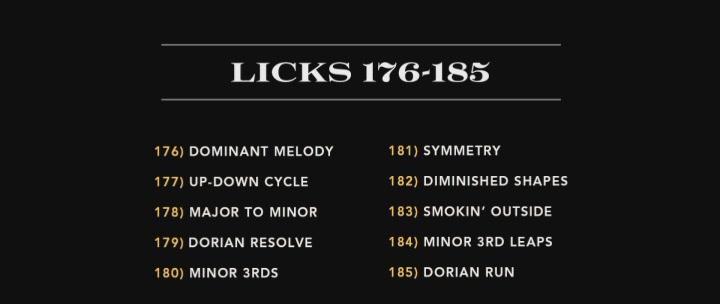 LICKS 176-185
176) DOMINANT MELODY
177) UP-DOWN CYCLE
178) MAJOR TO MINOR
179) DORIAN RESOLVE
180) MINOR 3RDS
181) SYMMETRY
182) DIMINISHED SHAPES
183) SMOKIN' OUTSIDE
184) MINOR 3RD LEAPS
185) DORIAN RUN